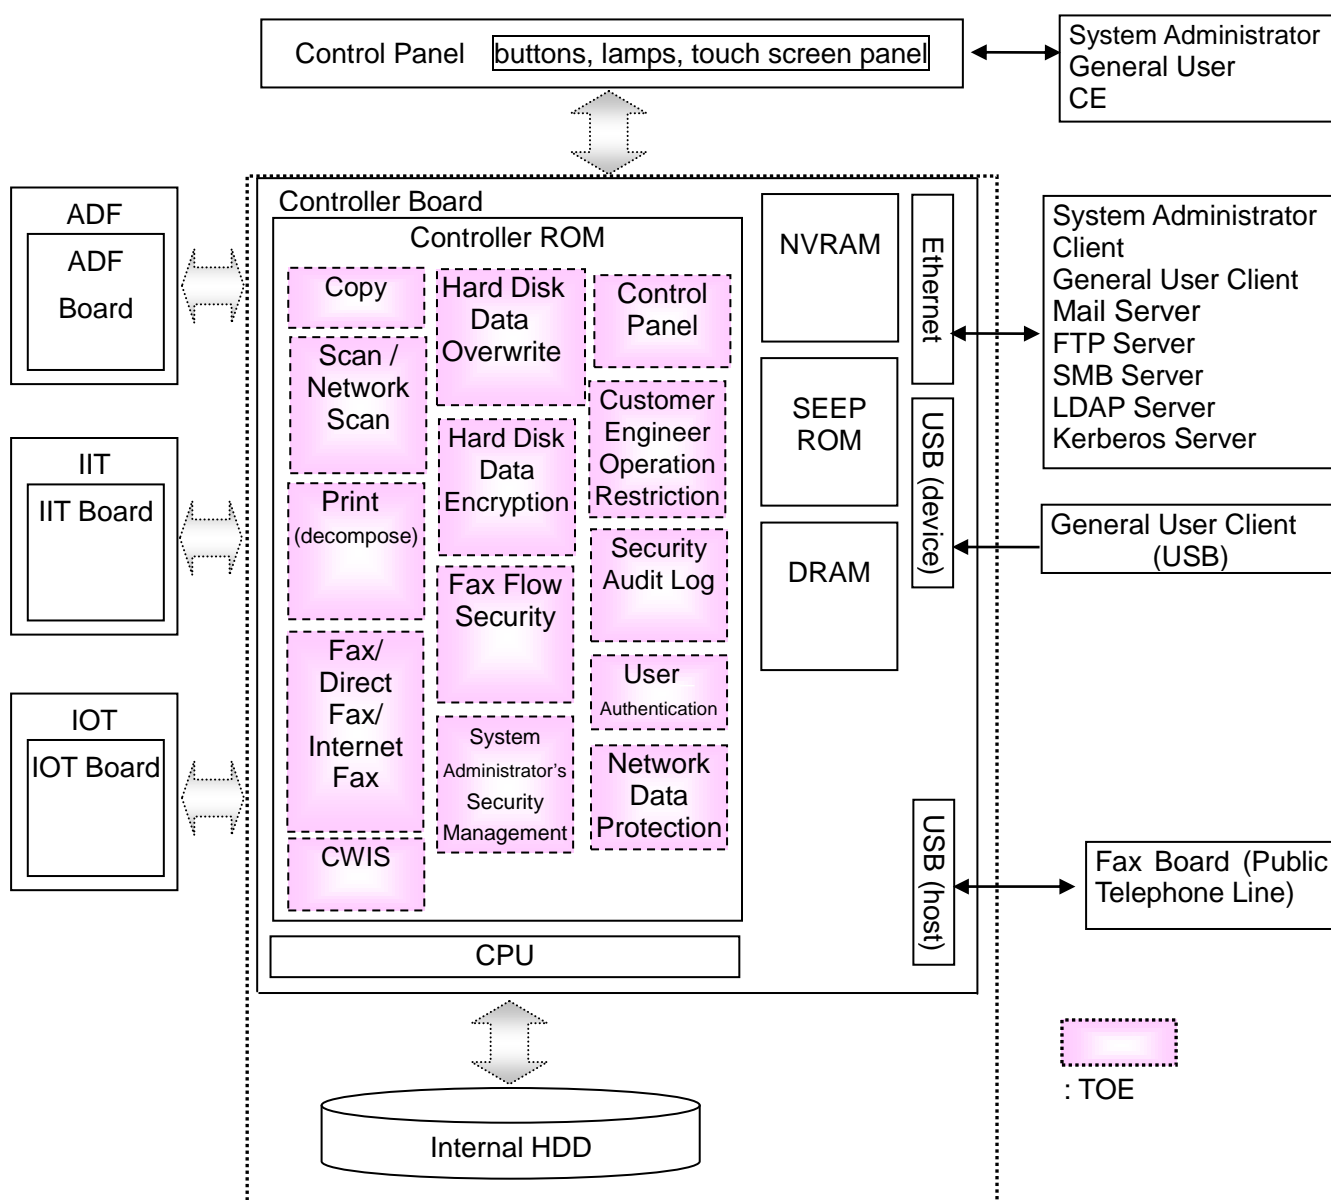 Control Panel buttons, lamps, touch screen panel
System Administrator
General User
CE
ADF
ADF
Board
IIT
IIT Board
IOT
IOT Board
Controller Board
Controller ROM
Copy
Scan /
Network
Scan
Print
(decompose)
Fax/
Direct
Fax/
Internet
Fax
CWIS
Hard Disk
Data
Overwrite
Hard Disk
Data
Encryption
Fax Flow
Security
System
Administrator's
Security
Management
Control
Panel
Customer
Engineer
Operation
Restriction
Security
Audit Log
User
Authentication
Network
Data
Protection
CPU
NVRAM
SEEP
ROM
DRAM
Ethernet
USB (device)
USB (host)
System Administrator
Client
General User Client
Mail Server
FTP Server
SMB Server
LDAP Server
Kerberos Server
General User Client
(USB)
Fax Board (Public
Telephone Line)
Internal HDD
: TOE